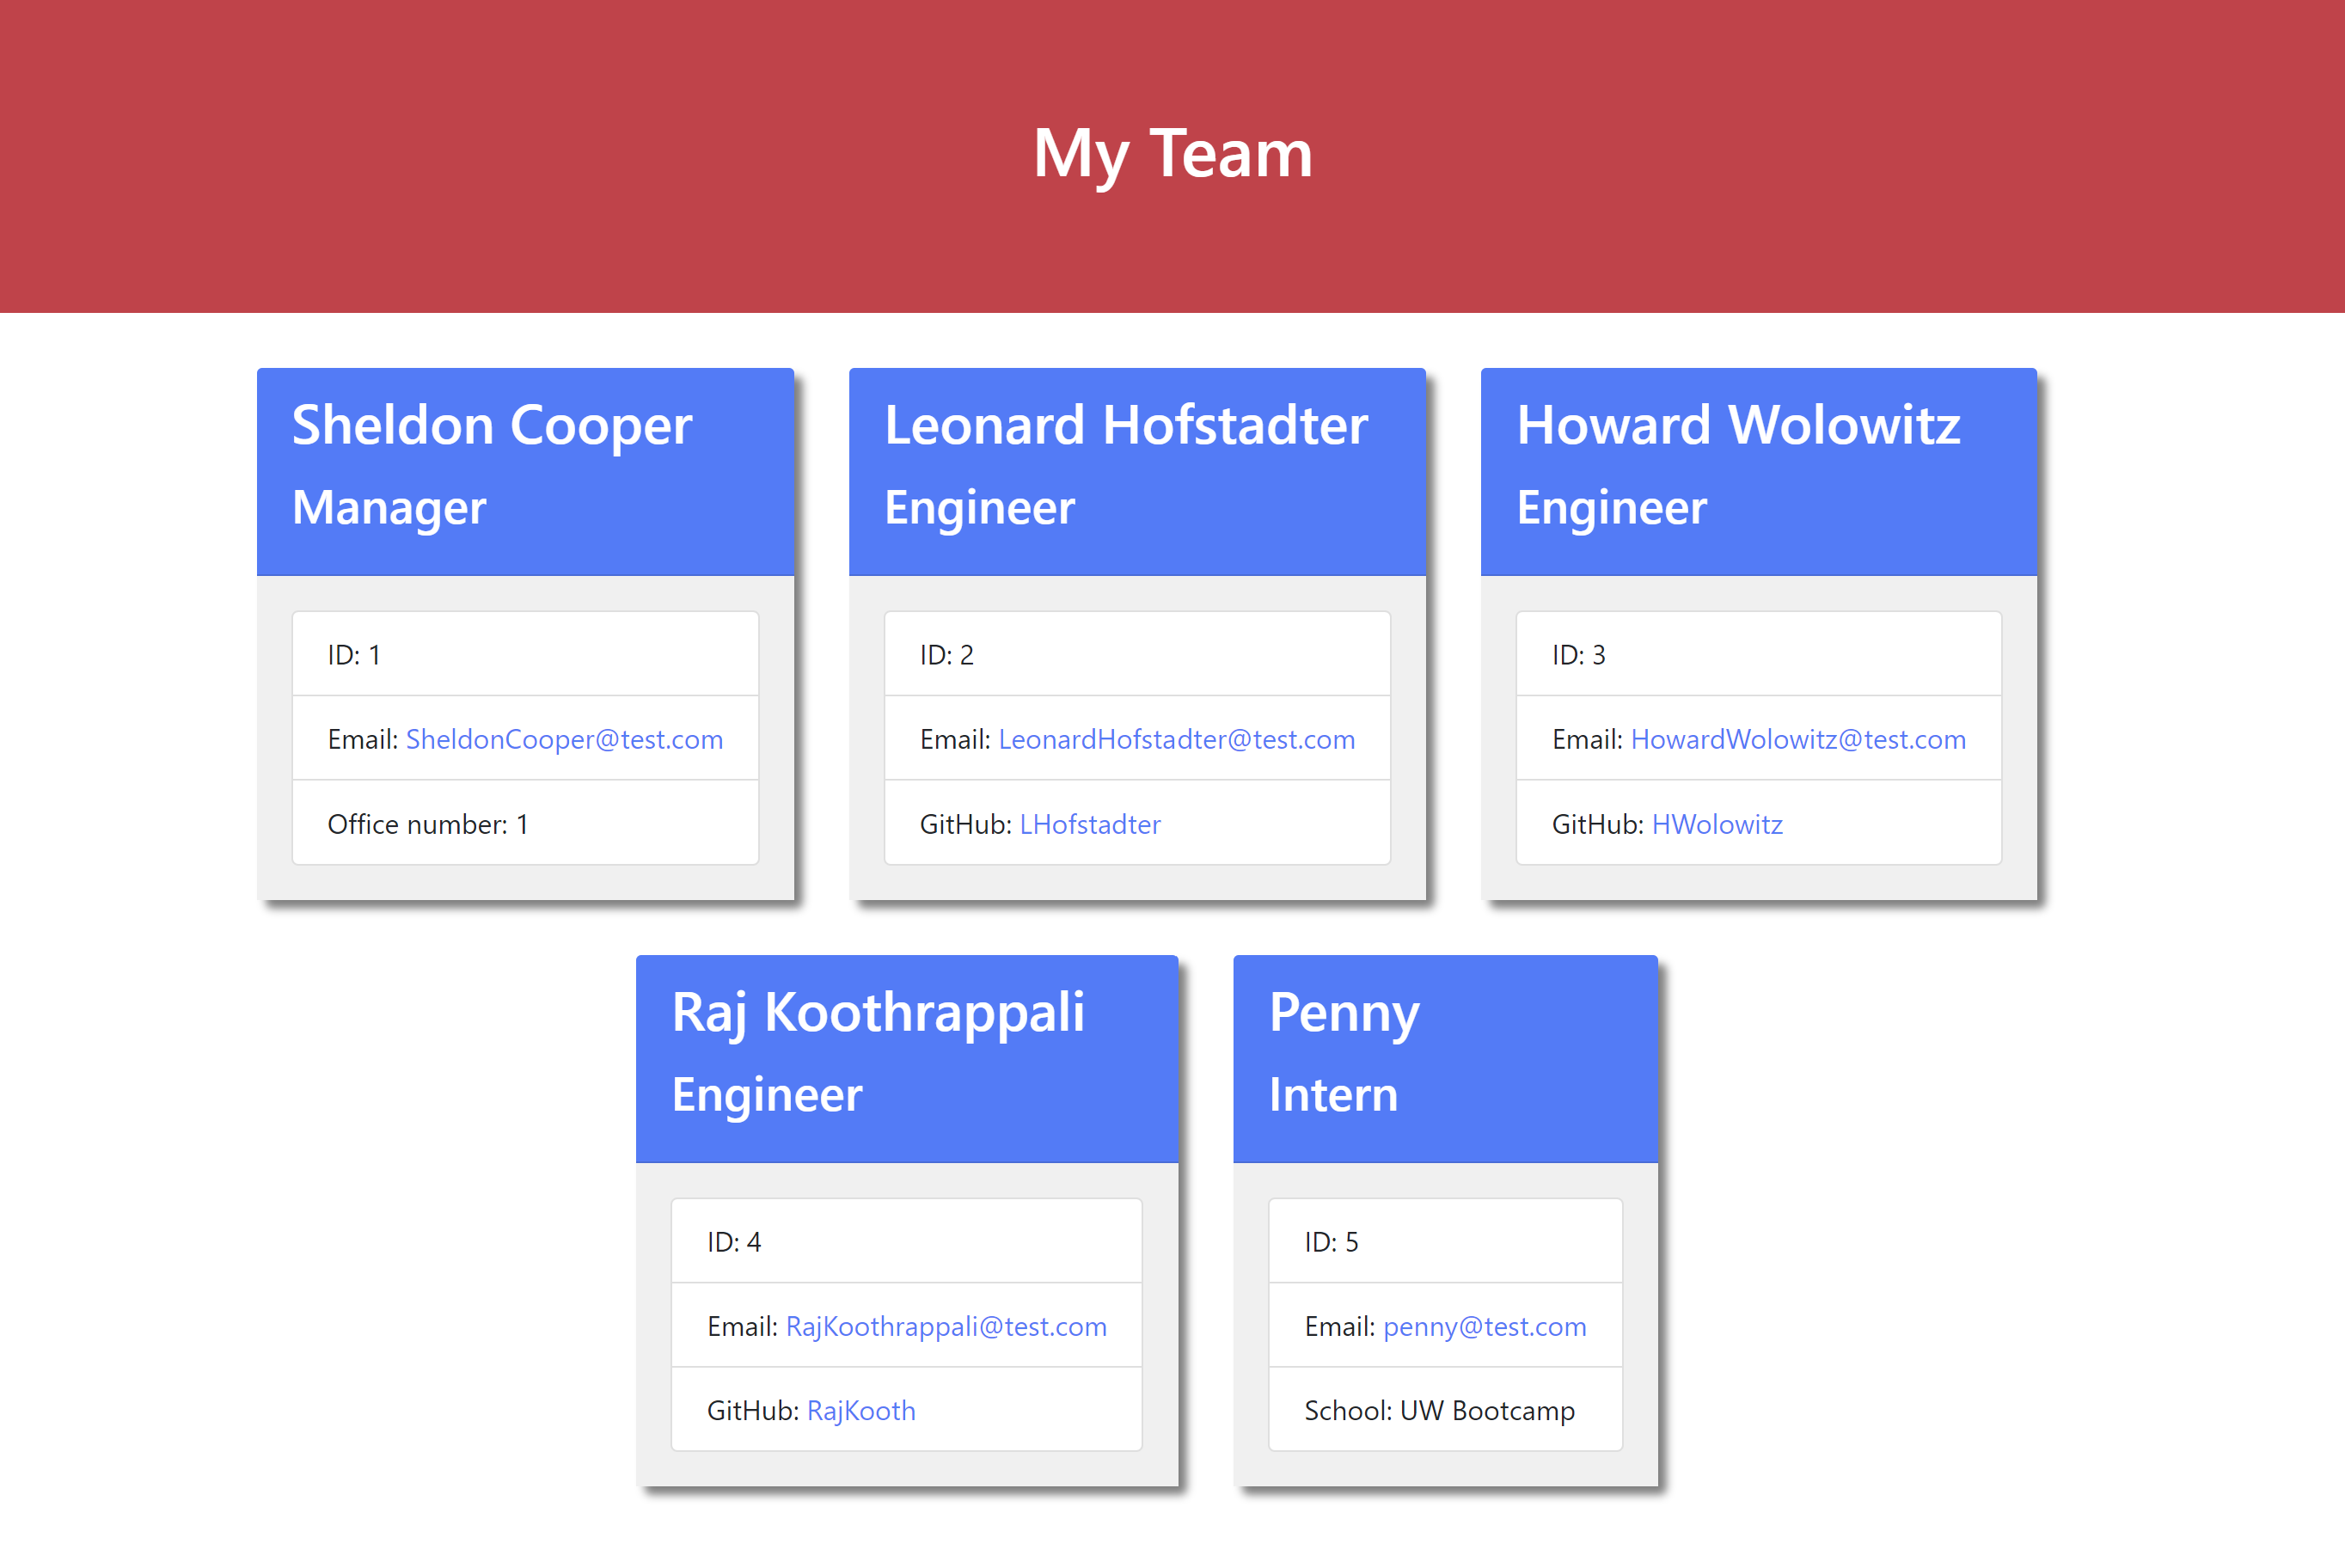 My Team
Sheldon Cooper
Manager
ID: 1
Email: SheldonCooper@test.com
Office number: 1
Leonard Hofstadter
Engineer
ID: 2
Email: LeonardHofstadter@test.com
GitHub: LHofstadter
Howard Wolowitz
Engineer
ID: 3
Email: HowardWolowitz@test.com
GitHub: HWolowitz
Raj Koothrappali
Engineer
ID: 4
Email: RajKoothrappali@test.com
GitHub: RajKooth
Penny
Intern
ID: 5
Email: penny@test.com
School: UW Bootcamp